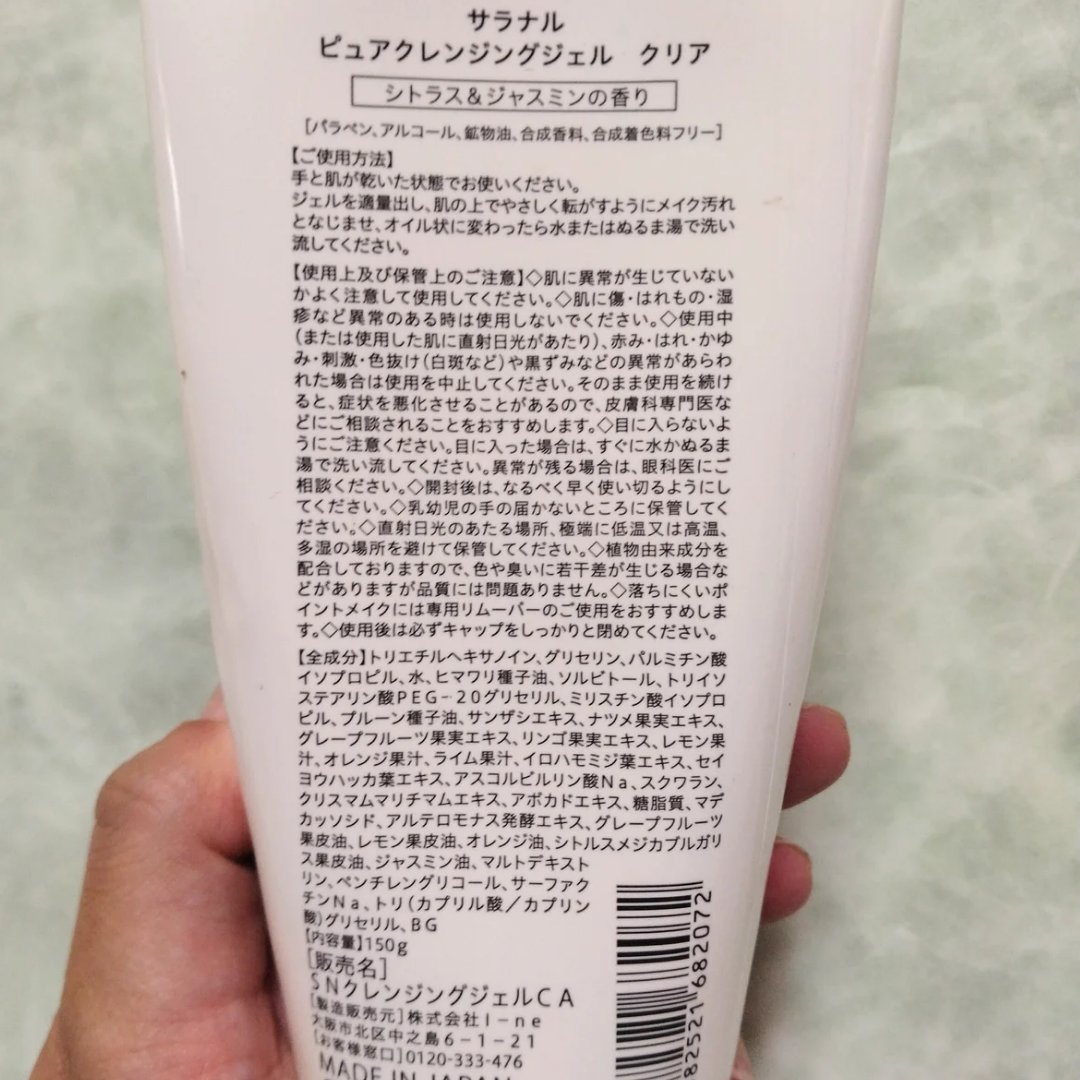 サラナル
ピュアクレンジングジェル クリア
シトラス&ジャスミンの香り
[パラベン、アルコール、鉱物油、合成香料、合成着色料フリー]
【ご使用方法】
手と肌が乾いた状態でお使いください。
ジェルを適量出し、肌の上でやさしく転がすようにメイク汚れ
となじませ、オイル状に変わったら水またはぬるま湯で洗い
流してください。
【使用上及び保管上のご注意】◇肌に異常が生じていない
かよく注意して使用してください。◇肌に傷・はれもの・湿
疹など異常のある時は使用しないでください。◇使用中
(または使用した肌に直射日光があたり)、赤み・はれ・かゆ
み・刺激・色抜け(白斑など)や黒ずみなどの異常があらわ
れた場合は使用を中止してください。そのまま使用を続け
ると、症状を悪化させることがあるので、皮膚科専門医な
どにご相談されることをおすすめします。◇目に入らないよ
うにご注意ください。目に入った場合は、すぐに水かぬるま
湯で洗い流してください。異常が残る場合は、眼科医にご
相談ください。◇開封後は、なるべく早く使い切るようにし
てください。◇乳幼児の手の届かないところに保管してく
ださい。◇直射日光のあたる場所、極端に低温又は高温、
多湿の場所を避けて保管してください。◇植物由来成分を
配合しておりますので、色や臭いに若干差が生じる場合な
どがありますが品質には問題ありません。◇落ちにくいポ
イントメイクには専用リムーバーのご使用をおすすめしま
す。◇使用後は必ずキャップをしっかりと閉めてください。
【全成分】トリエチルヘキサノイン、グリセリン、パルミチン酸
イソプロピル、水、ヒマワリ種子油、ソルビトール、トリイソ
ステアリン酸PEG-20グリセリル、ミリスチン酸イソプロ
ピル、プルーン種子油、サンザシエキス、ナツメ果実エキス、
グレープフルーツ果実エキス、リンゴ果実エキス、レモン果
汁、オレンジ果汁、ライム果汁、イロハモミジ葉エキス、セイ
ヨウハッカ葉エキス、アスコルビルリン酸Na、スクワラン、
クリスマムマリチマムエキス、アボカドエキス、糖脂質、マデ
カッソシド、アルテロモナス発酵エキス、グレープフルーツ
果皮油、レモン果皮油、オレンジ油、シトルスメジカブルガリ
ス果皮油、ジャスミン油、マルトデキスト
リン、ペンチレングリコール、サーファク
チンNa、トリ(カプリル酸/カプリン
酸)グリセリル、BG
【内容量】150g
[販売名]
SNクレンジングジェルCA
[製造販売元]株式会社I-ne
大阪市北区中之島6-1-21
[お客様窓口]0120-333-476
MADE IN JAPAN
825521682072